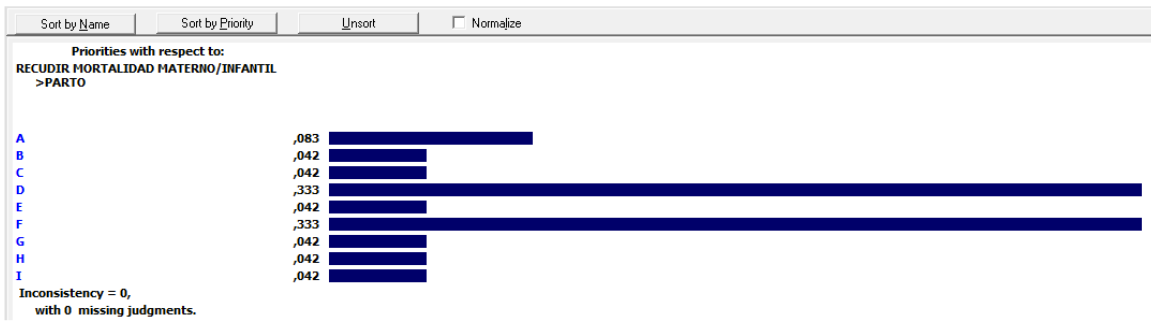 Sort by Name Sort by Priority Unsort Normalize
Priorities with respect to:
RECUDIR MORTALIDAD MATERNO/INFANTIL
>PARTO
A ,083
B ,042
C ,042
D ,333
E ,042
F ,333
G ,042
H ,042
I ,042
Inconsistency = 0,
with 0 missing judgments.